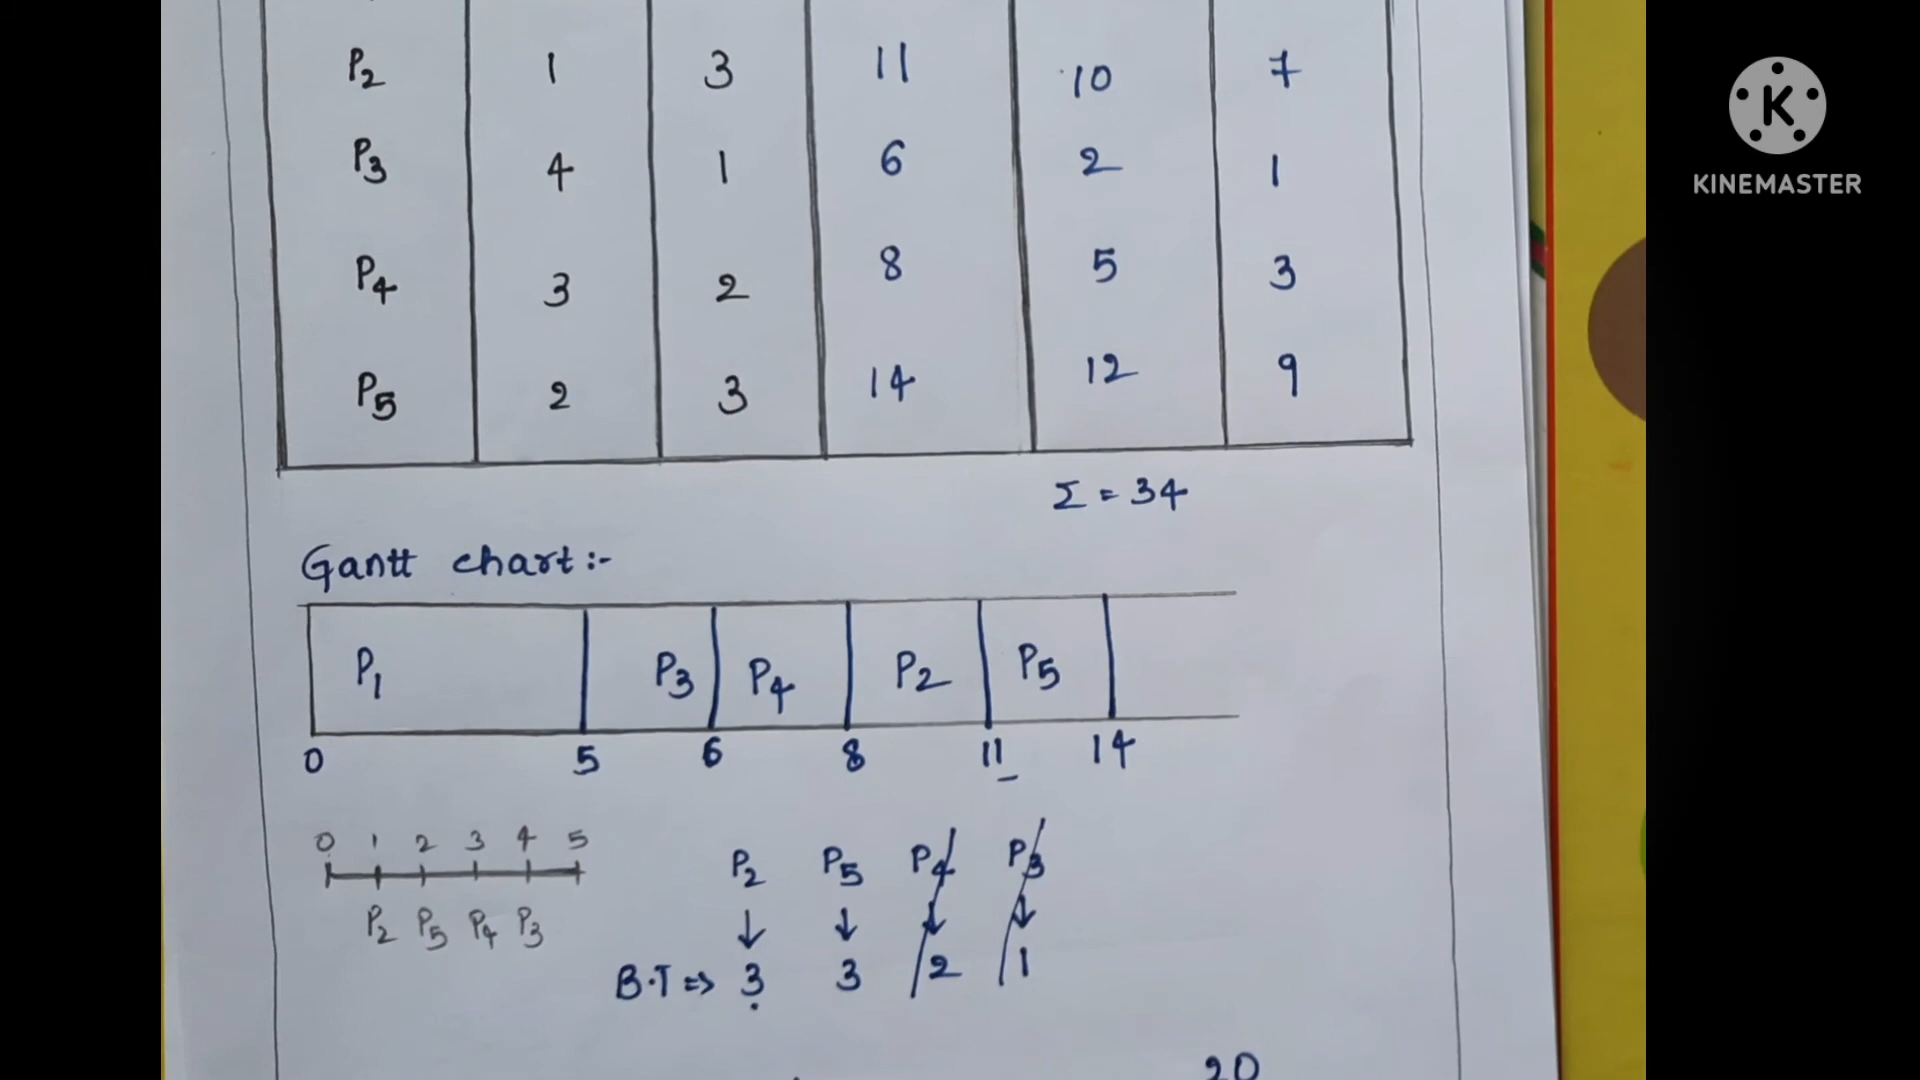 P2 1 3 11 10 7
P3 4 1 6 2 1
P4 3 2 8 5 3
P5 2 3 14 12 9
Σ = 34
Gantt chart :-
P1 P3 P4 P2 P5
0 5 6 8 11 14
0 1 2 3 4 5
P2 P5 P4 P3
P2 P5 P4 P3
↓ ↓ ↓ ↓
B.T => 3 3 2 1
20
K
KINEMASTER